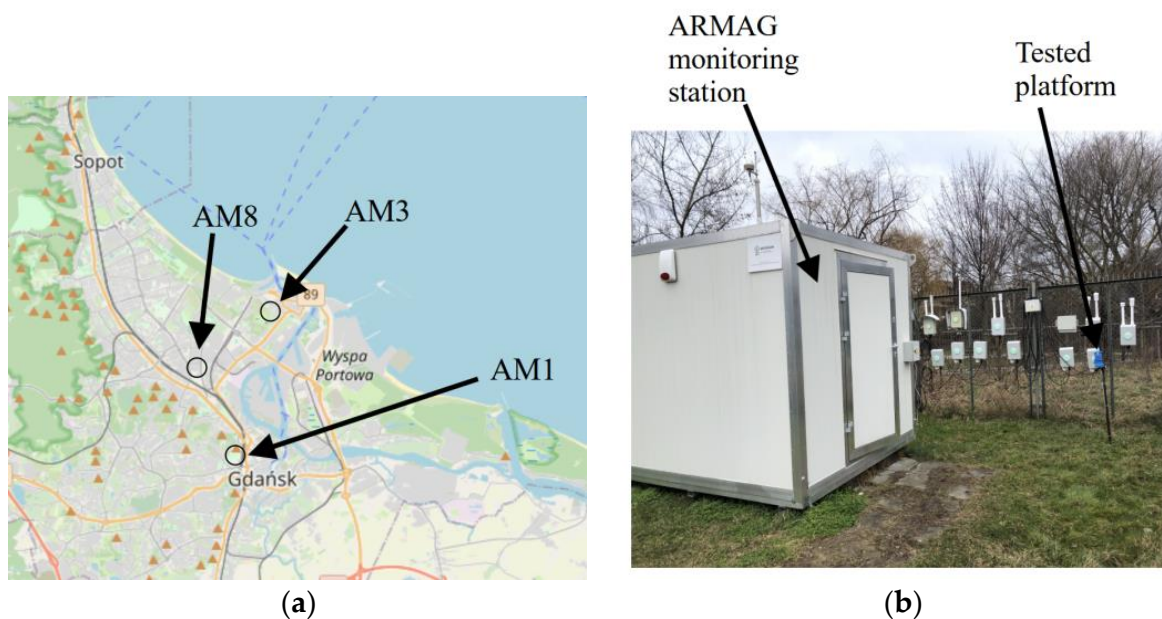 ARMAG
monitoring
station
Tested
platform
Sopot
AM8
AM3
89
Wyspa
Portowa
AM1
Gdańsk
(a)
(b)